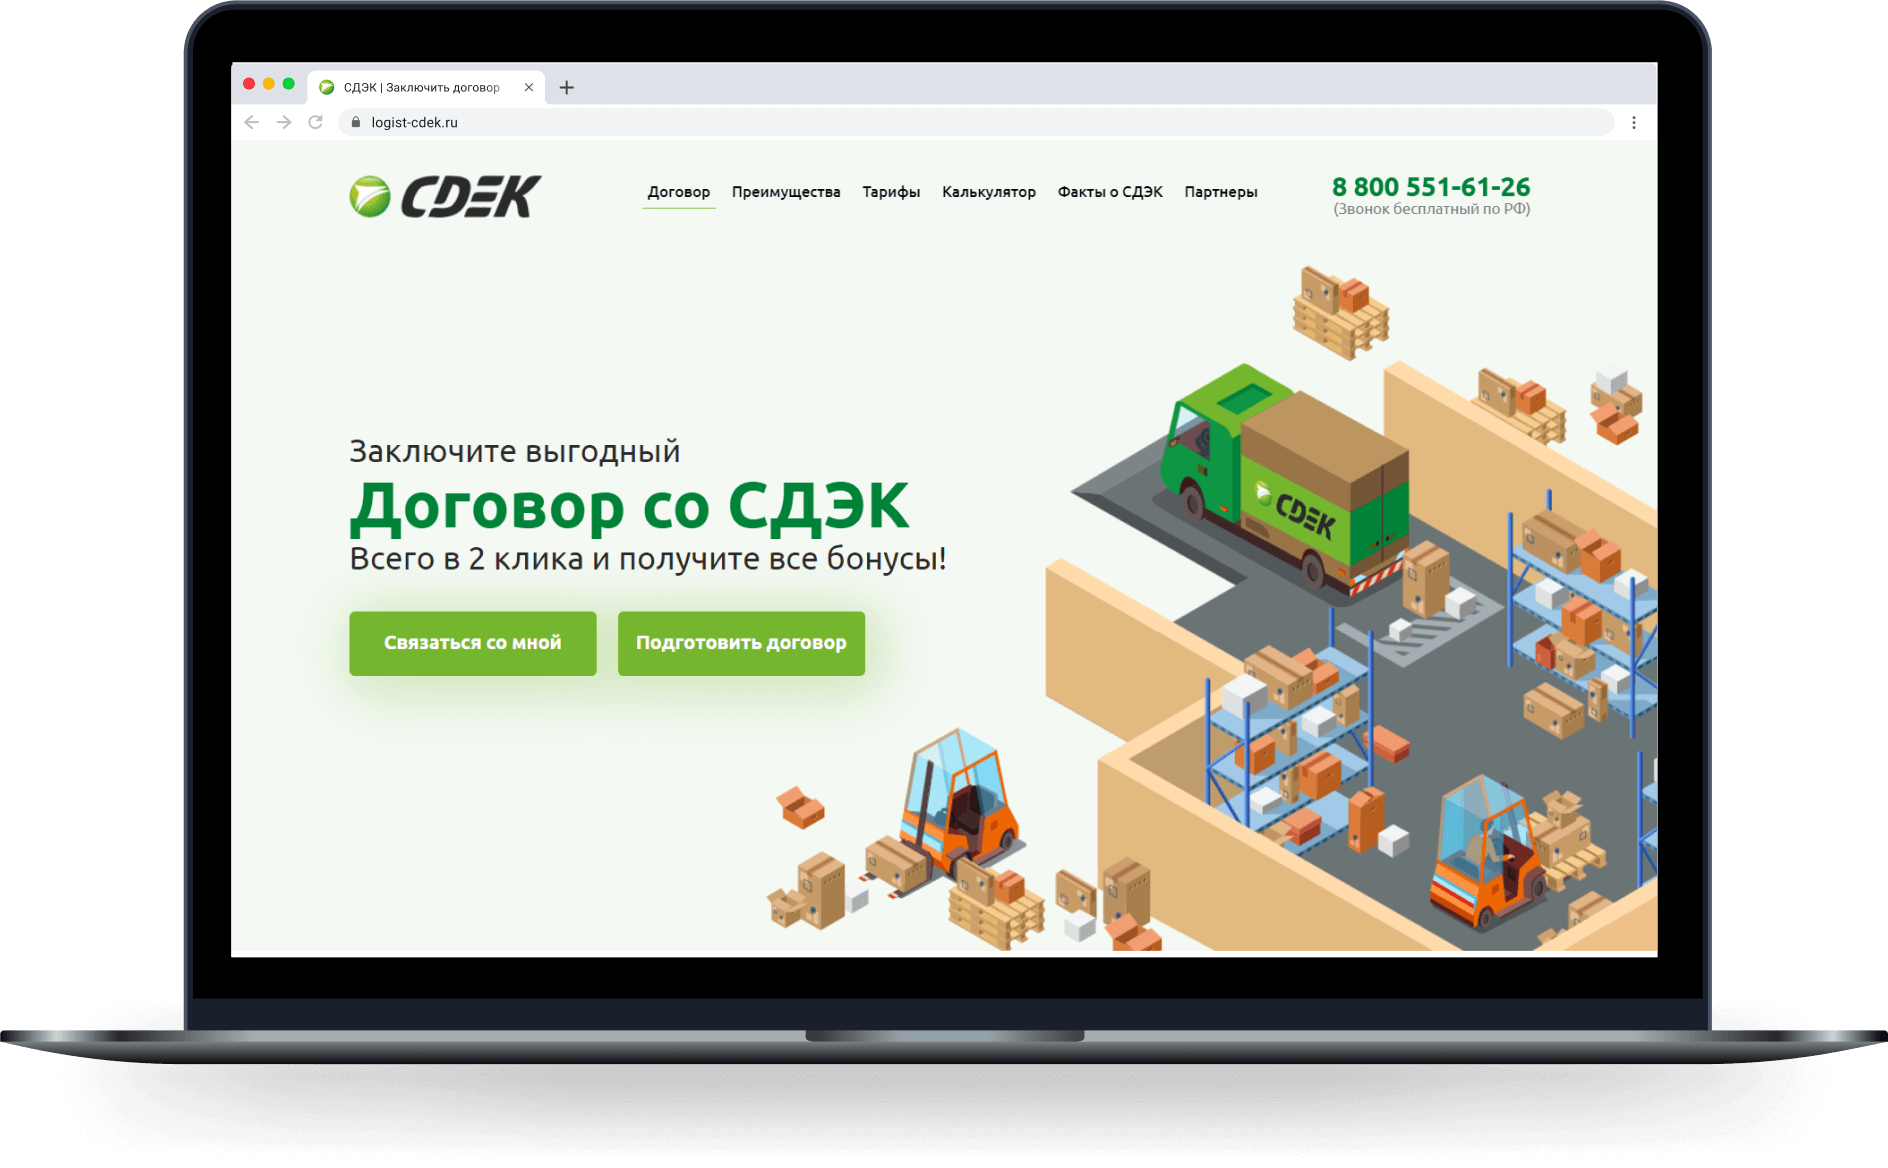 СДЭК | Заключить договор
logist-cdek.ru
CDEK
Договор Преимущества Тарифы Калькулятор Факты о СДЭК Партнеры
8 800 551-61-26
(Звонок бесплатный по РФ)
Заключите выгодный
Договор со СДЭК
Всего в 2 клика и получите все бонусы!
Связаться со мной
Подготовить договор
CDEK